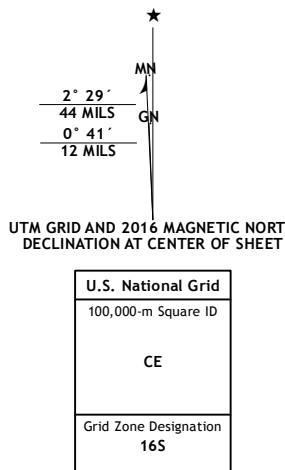 ★
MN
2° 29´
44 MILS
GN
0° 41´
12 MILS
UTM GRID AND 2016 MAGNETIC NORT
DECLINATION AT CENTER OF SHEET
U.S. National Grid
100,000-m Square ID
CE
Grid Zone Designation
16S